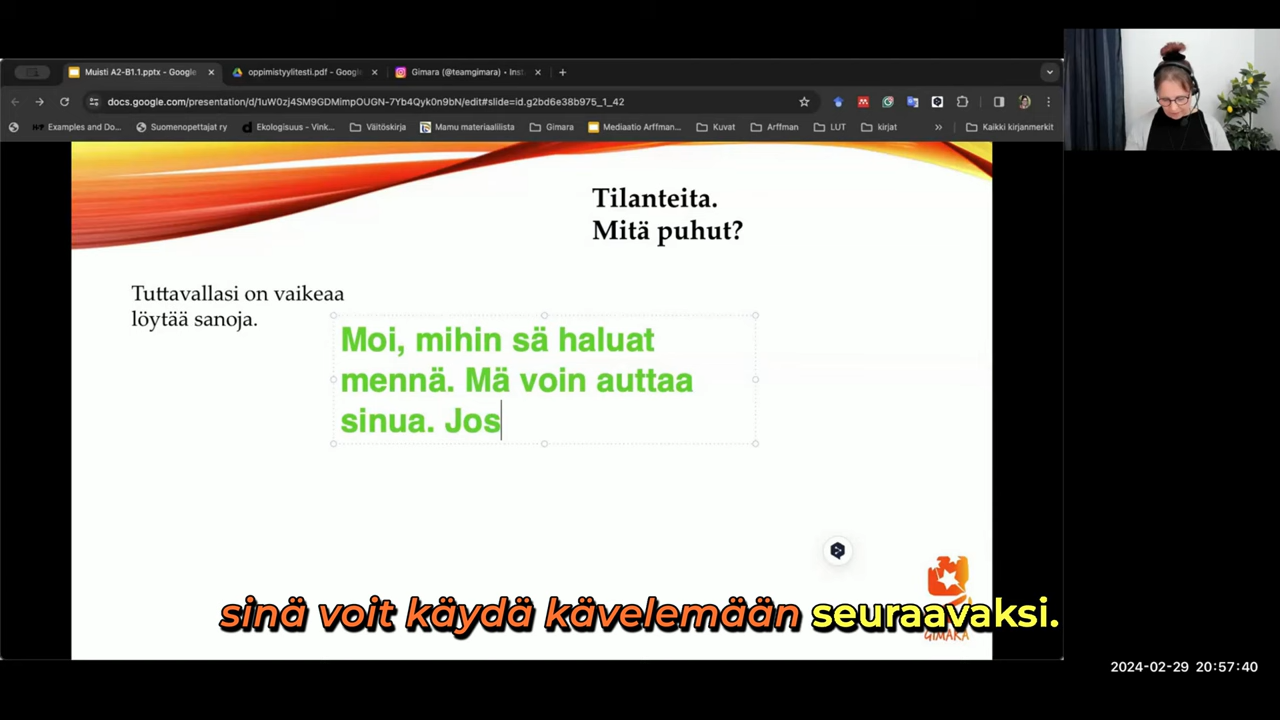 Muisti A2-B1.1.pptx - Google
oppimistyylitesti.pdf - Goog
Gimara (@teamgimara) • Inst
docs.google.com/presentation/d/1uW0zj4SM9GDMimpOUGN-7Yb4Qyk0n9bN/edit#slide=id.g2bd6e38b975_1_42
Examples and Do... Suomenopettajat ry Ekologisuus - Vink... Väitöskirja Mamu materiaalilista Gimara Mediaatio Arffman... Kuvat Arffman LUT kirjat » Kaikki kirjanmerkit
Tilanteita.
Mitä puhut?
Tuttavallasi on vaikeaa
löytää sanoja.
Moi, mihin sä haluat
mennä. Mä voin auttaa
sinua. Jos
sinä voit käydä kävelemään seuraavaksi.
GIMARA
2024-02-29 20:57:40